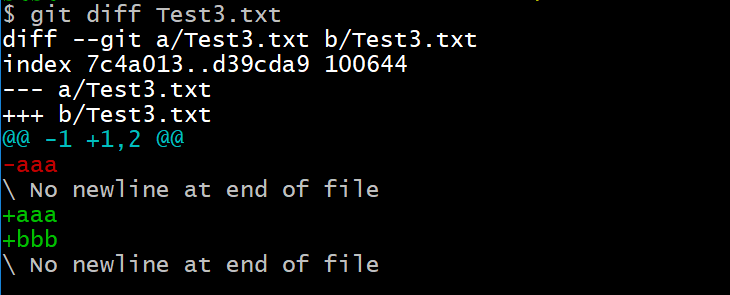 $ git diff Test3.txt
diff --git a/Test3.txt b/Test3.txt
index 7c4a013..d39cda9 100644
--- a/Test3.txt
+++ b/Test3.txt
@@ -1 +1,2 @@
-aaa
\ No newline at end of file
+aaa
+bbb
\ No newline at end of file